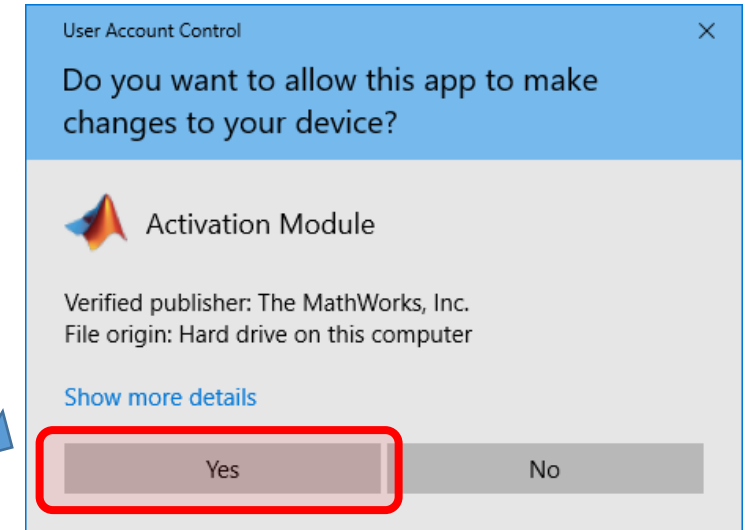 User Account Control
Do you want to allow this app to make
changes to your device?
Activation Module
Verified publisher: The MathWorks, Inc.
File origin: Hard drive on this computer
Show more details
Yes
No